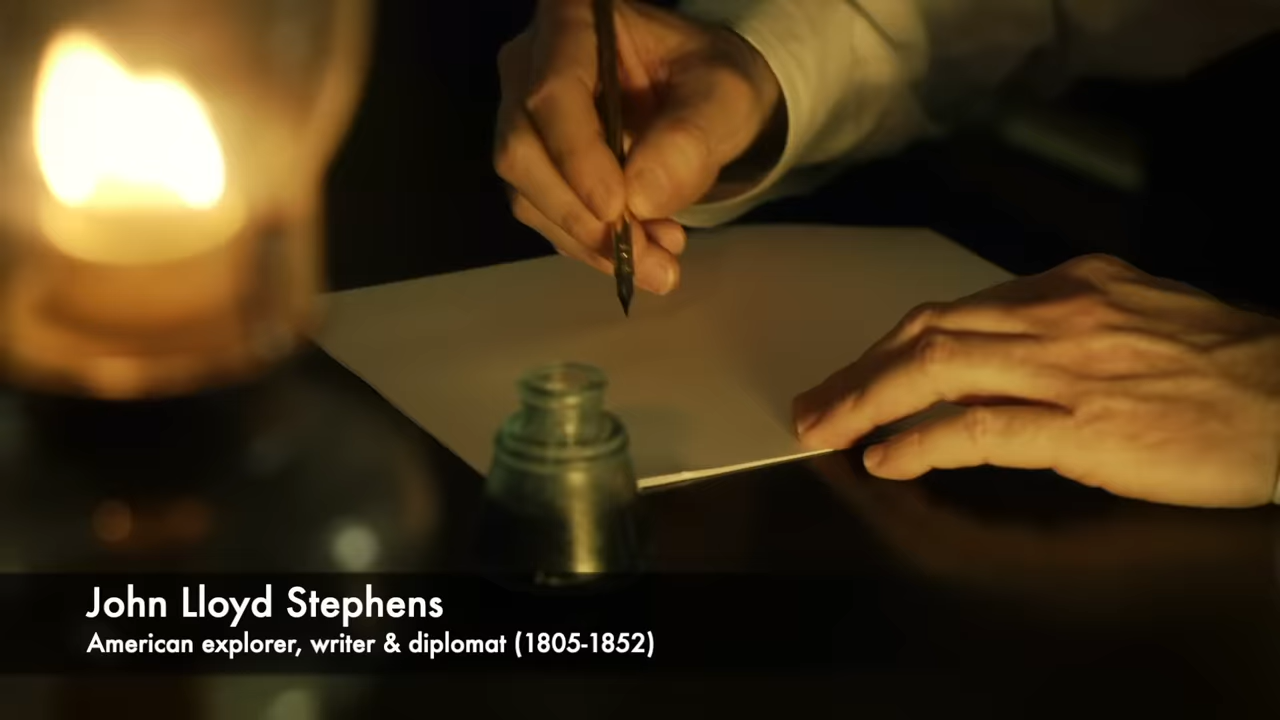 John Lloyd Stephens
American explorer, writer & diplomat (1805-1852)